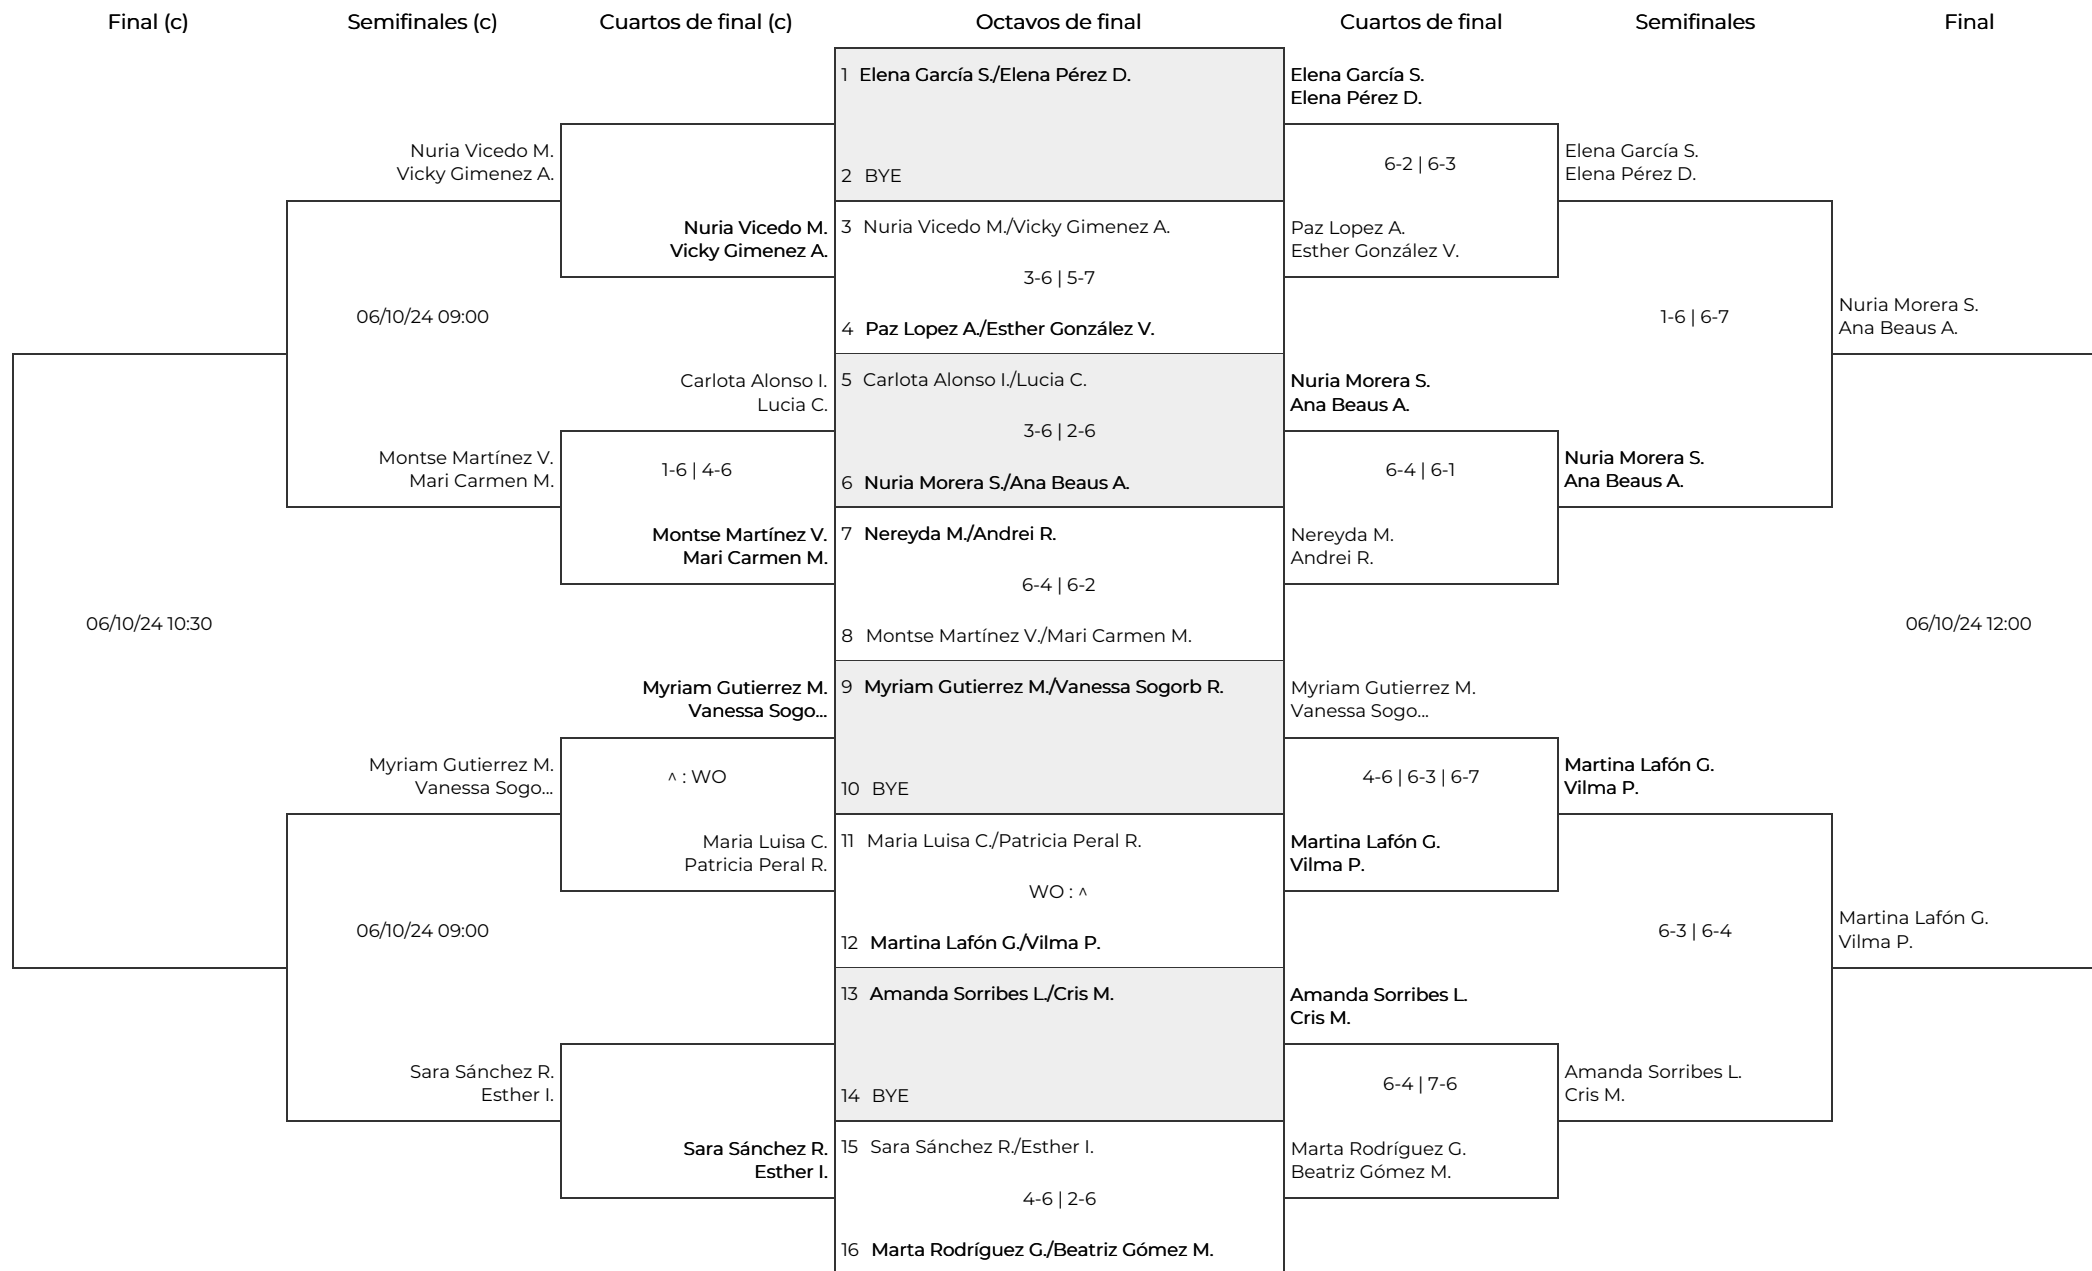 Final (c)
Semifinales (c)
Cuartos de final (c)
Octavos de final
Cuartos de final
Semifinales
Final
Nuria Vicedo M.
Vicky Gimenez A.
06/10/24 09:00
Montse Martínez V.
Mari Carmen M.
06/10/24 10:30
Myriam Gutierrez M.
Vanessa Sogo...
06/10/24 09:00
Sara Sánchez R.
Esther I.
Nuria Vicedo M.
Vicky Gimenez A.
Carlota Alonso I.
Lucia C.
1-6 | 4-6
Montse Martínez V.
Mari Carmen M.
Myriam Gutierrez M.
Vanessa Sogo...
^ : WO
Maria Luisa C.
Patricia Peral R.
Sara Sánchez R.
Esther I.
1 Elena García S./Elena Pérez D.
2 BYE
3 Nuria Vicedo M./Vicky Gimenez A.
3-6 | 5-7
4 Paz Lopez A./Esther González V.
5 Carlota Alonso I./Lucia C.
3-6 | 2-6
6 Nuria Morera S./Ana Beaus A.
7 Nereyda M./Andrei R.
6-4 | 6-2
8 Montse Martínez V./Mari Carmen M.
9 Myriam Gutierrez M./Vanessa Sogorb R.
10 BYE
11 Maria Luisa C./Patricia Peral R.
WO : ^
12 Martina Lafón G./Vilma P.
13 Amanda Sorribes L./Cris M.
14 BYE
15 Sara Sánchez R./Esther I.
4-6 | 2-6
16 Marta Rodríguez G./Beatriz Gómez M.
Elena García S.
Elena Pérez D.
6-2 | 6-3
Paz Lopez A.
Esther González V.
Nuria Morera S.
Ana Beaus A.
6-4 | 6-1
Nereyda M.
Andrei R.
Myriam Gutierrez M.
Vanessa Sogo...
4-6 | 6-3 | 6-7
Martina Lafón G.
Vilma P.
Amanda Sorribes L.
Cris M.
6-4 | 7-6
Marta Rodríguez G.
Beatriz Gómez M.
Elena García S.
Elena Pérez D.
1-6 | 6-7
Nuria Morera S.
Ana Beaus A.
Martina Lafón G.
Vilma P.
6-3 | 6-4
Amanda Sorribes L.
Cris M.
Nuria Morera S.
Ana Beaus A.
06/10/24 12:00
Martina Lafón G.
Vilma P.